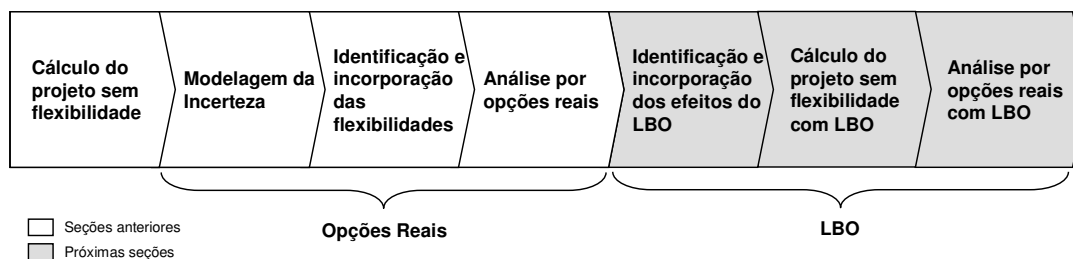 Cálculo do
projeto sem
flexibilidade
Modelagem da
Incerteza
Identificação e
incorporação
das
flexibilidades
Análise por
opções reais
Identificação e
incorporação
dos efeitos do
LBO
Cálculo do
projeto sem
flexibilidade
com LBO
Análise por
opções reais
com LBO
Opções Reais
LBO
Seções anteriores
Próximas seções